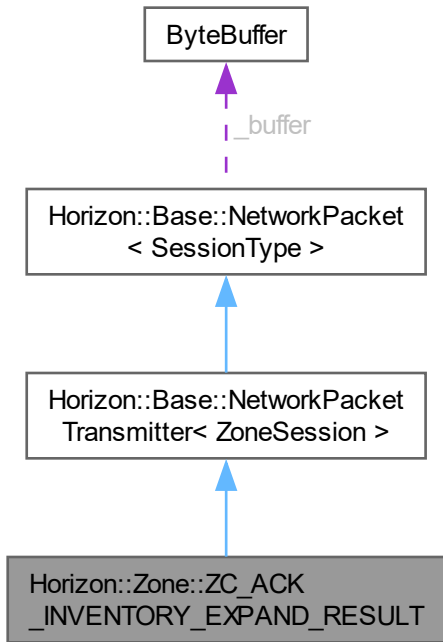 ByteBuffer
_buffer
Horizon::Base::NetworkPacket
< SessionType >
Horizon::Base::NetworkPacket
Transmitter< ZoneSession >
Horizon::Zone::ZC_ACK
_INVENTORY_EXPAND_RESULT